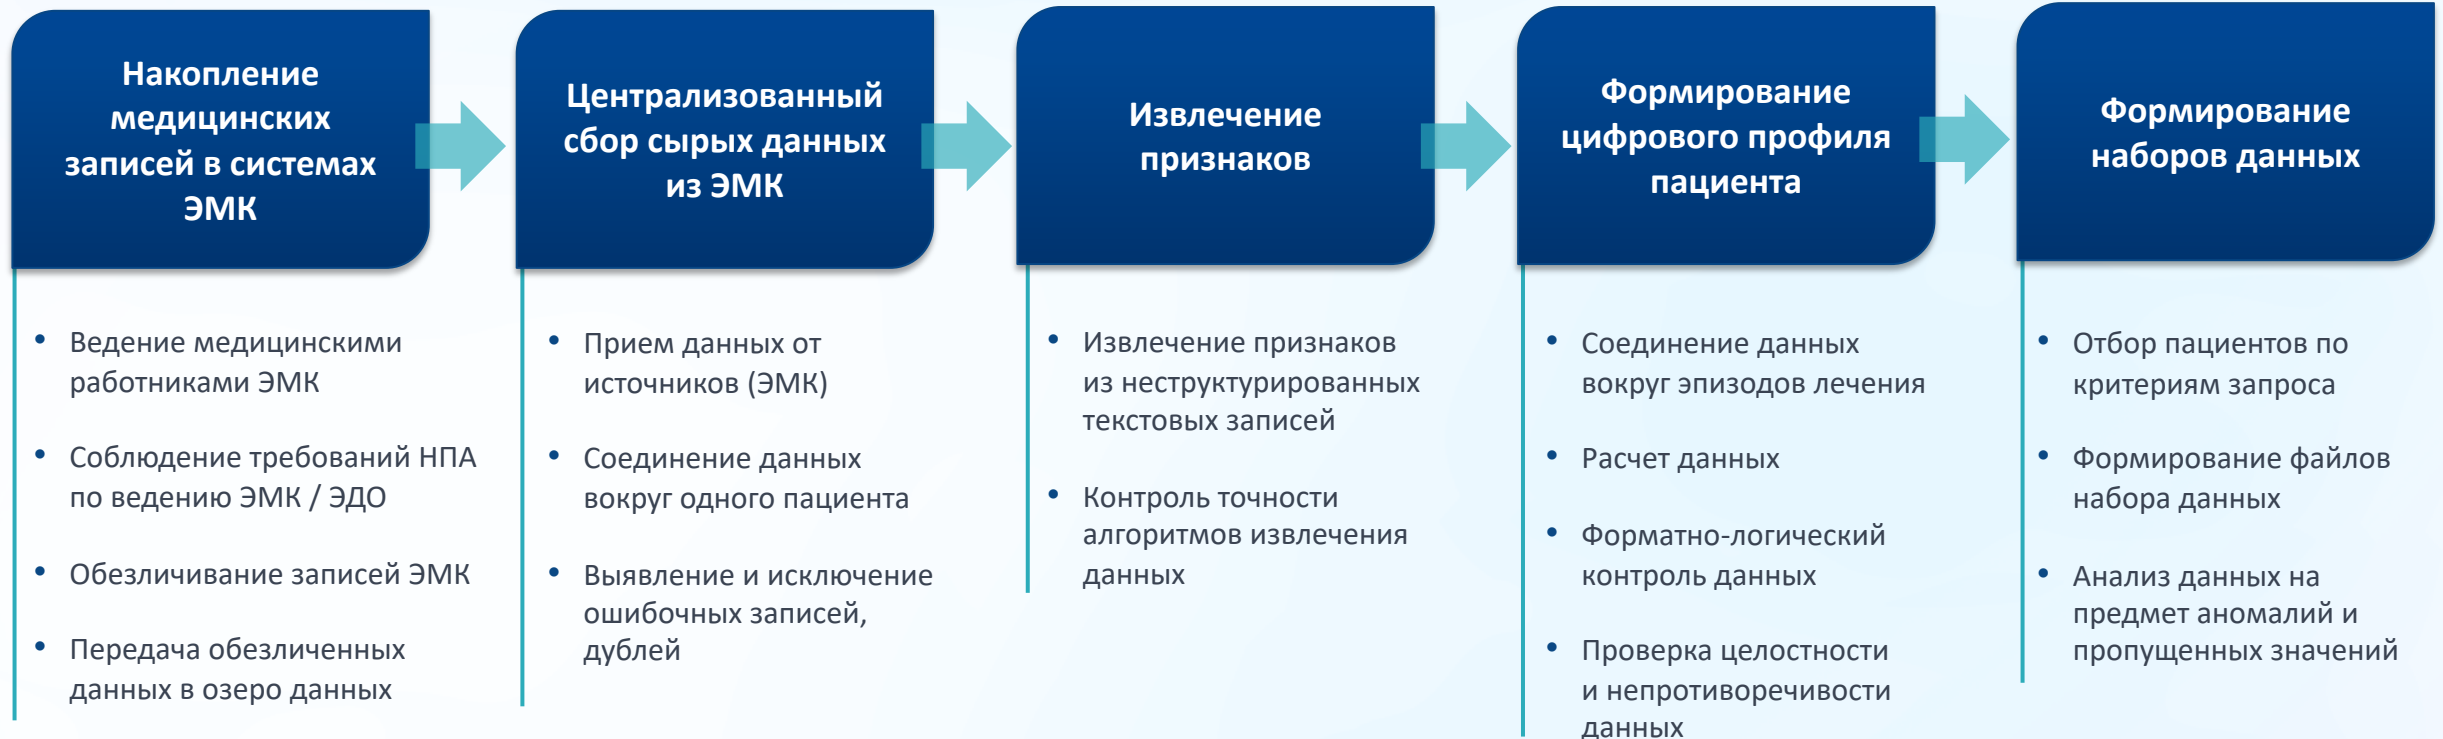 Накопление
медицинских
записей в системах
ЭМК
• Ведение медицинскими
работниками ЭМК
• Соблюдение требований НПА
по ведению ЭМК / ЭДО
• Обезличивание записей ЭМК
• Передача обезличенных
данных в озеро данных
Централизованный
сбор сырых данных
из ЭМК
• Прием данных от
источников (ЭМК)
• Соединение данных
вокруг одного пациента
• Выявление и исключение
ошибочных записей,
дублей
Извлечение
признаков
• Извлечение признаков
из неструктурированных
текстовых записей
• Контроль точности
алгоритмов извлечения
данных
Формирование
цифрового профиля
пациента
• Соединение данных
вокруг эпизодов лечения
• Расчет данных
• Форматно-логический
контроль данных
• Проверка целостности
и непротиворечивости
данных
Формирование
наборов данных
• Отбор пациентов по
критериям запроса
• Формирование файлов
набора данных
• Анализ данных на
предмет аномалий и
пропущенных значений